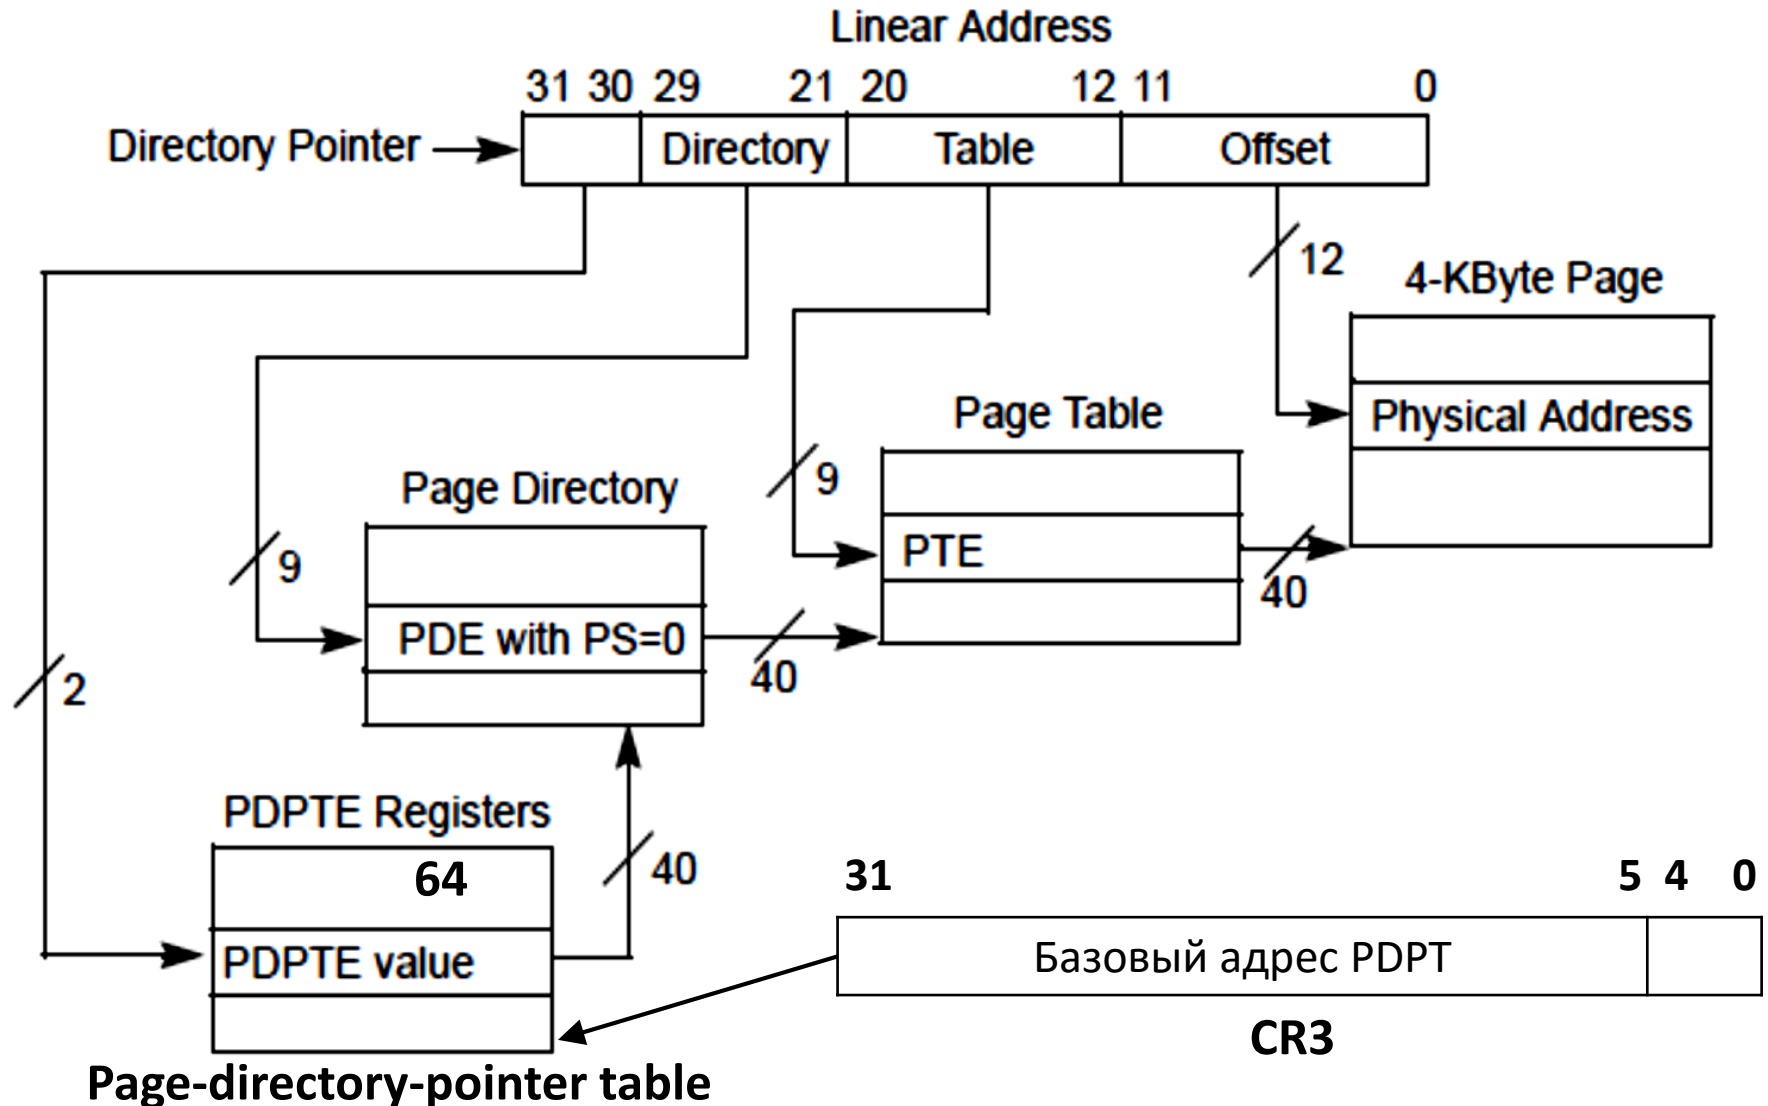 Linear Address
31 30 29 21 20 12 11 0
Directory Pointer
Directory Table Offset
12
4-KByte Page
Physical Address
Page Table
9
PTE
40
Page Directory
9
PDE with PS=0
40
2
PDPTE Registers
64
40
PDPTE value
31 5 4 0
Базовый адрес PDPT
CR3
Page-directory-pointer table